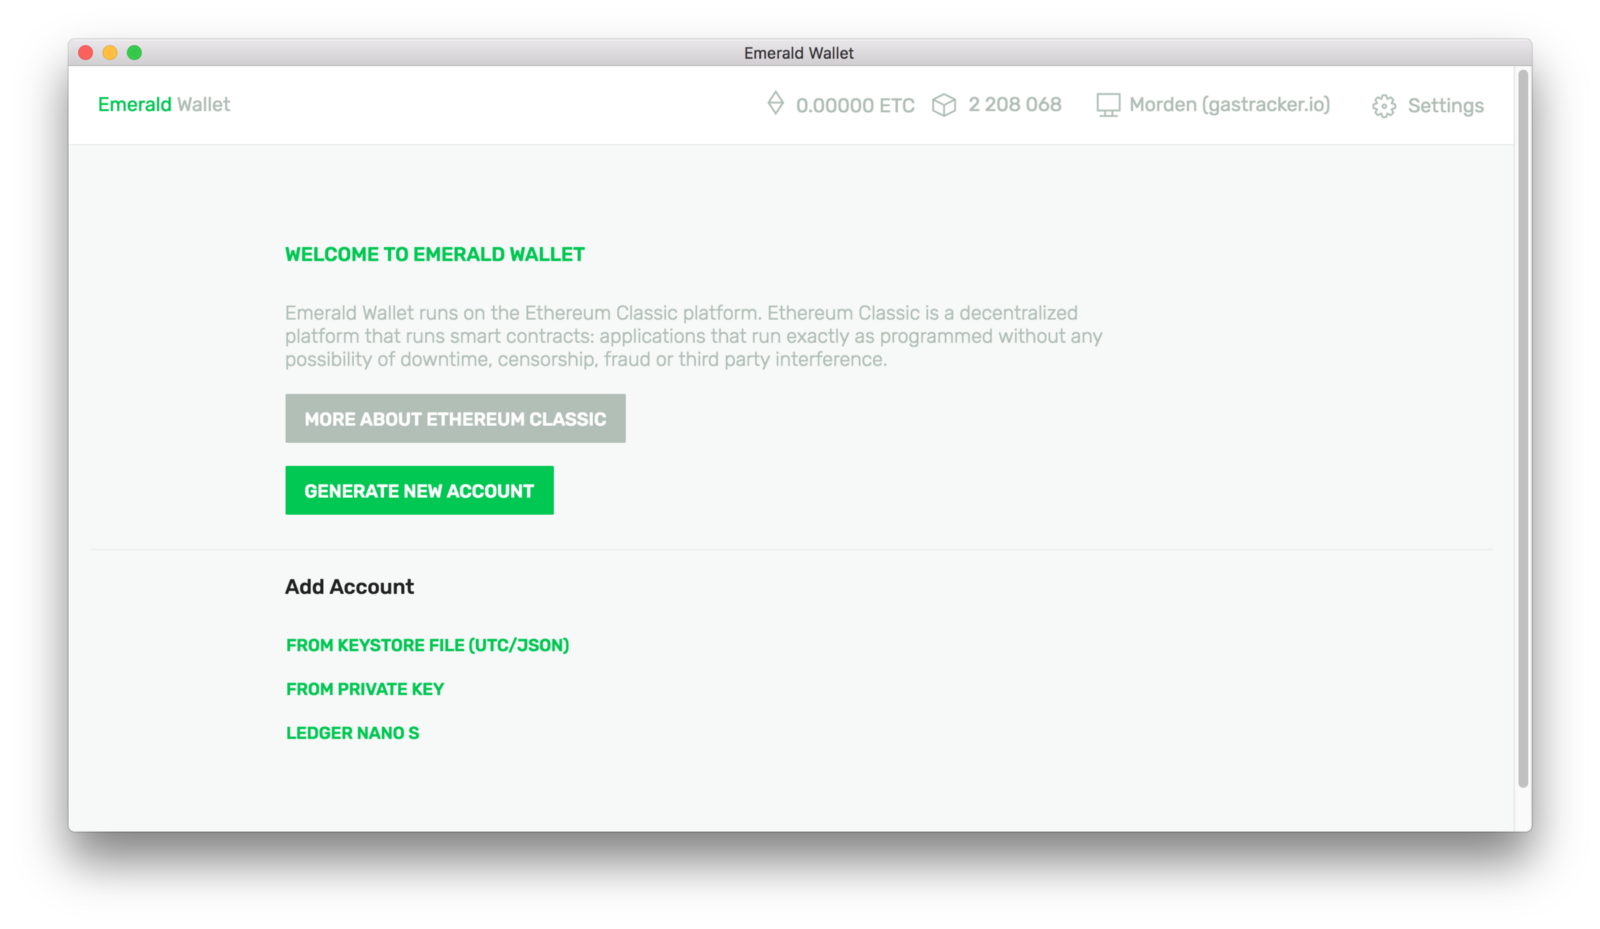 Emerald Wallet
Emerald Wallet
0.00000 ETC
2 208 068
Morden (gastracker.io)
Settings
WELCOME TO EMERALD WALLET
Emerald Wallet runs on the Ethereum Classic platform. Ethereum Classic is a decentralized
platform that runs smart contracts: applications that run exactly as programmed without any
possibility of downtime, censorship, fraud or third party interference.
MORE ABOUT ETHEREUM CLASSIC
GENERATE NEW ACCOUNT
Add Account
FROM KEYSTORE FILE (UTC/JSON)
FROM PRIVATE KEY
LEDGER NANO S